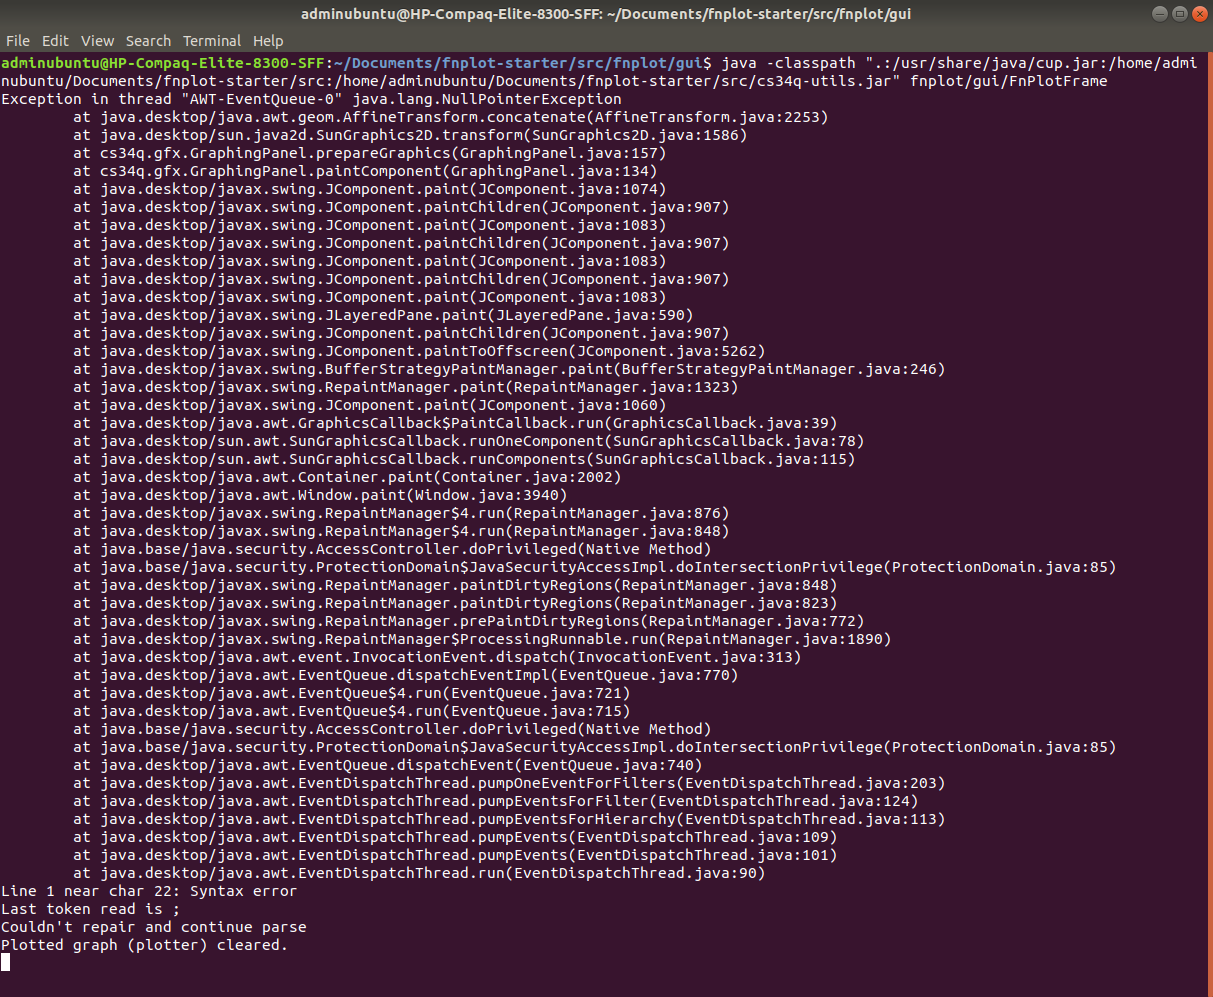 adminubuntu@HP-Compaq-Elite-8300-SFF: ~/Documents/fnplot-starter/src/fnplot/gui
File Edit View Search Terminal Help
adminubuntu@HP-Compaq-Elite-8300-SFF:~/Documents/fnplot-starter/src/fnplot/gui$ java -classpath ".:/usr/share/java/cup.jar:/home/admi
nubuntu/Documents/fnplot-starter/src:/home/adminubuntu/Documents/fnplot-starter/src/cs34q-utils.jar" fnplot/gui/FnPlotFrame
Exception in thread "AWT-EventQueue-0" java.lang.NullPointerException
at java.desktop/java.awt.geom.AffineTransform.concatenate(AffineTransform.java:2253)
at java.desktop/sun.java2d.SunGraphics2D.transform(SunGraphics2D.java:1586)
at cs34q.gfx.GraphingPanel.prepareGraphics(GraphingPanel.java:157)
at cs34q.gfx.GraphingPanel.paintComponent(GraphingPanel.java:134)
at java.desktop/javax.swing.JComponent.paint(JComponent.java:1074)
at java.desktop/javax.swing.JComponent.paintChildren(JComponent.java:907)
at java.desktop/javax.swing.JComponent.paint(JComponent.java:1083)
at java.desktop/javax.swing.JComponent.paintChildren(JComponent.java:907)
at java.desktop/javax.swing.JComponent.paint(JComponent.java:1083)
at java.desktop/javax.swing.JComponent.paintChildren(JComponent.java:907)
at java.desktop/javax.swing.JComponent.paint(JComponent.java:1083)
at java.desktop/javax.swing.JLayeredPane.paint(JLayeredPane.java:590)
at java.desktop/javax.swing.JComponent.paintChildren(JComponent.java:907)
at java.desktop/javax.swing.JComponent.paintToOffscreen(JComponent.java:5262)
at java.desktop/javax.swing.BufferStrategyPaintManager.paint(BufferStrategyPaintManager.java:246)
at java.desktop/javax.swing.RepaintManager.paint(RepaintManager.java:1323)
at java.desktop/javax.swing.JComponent.paint(JComponent.java:1060)
at java.desktop/java.awt.GraphicsCallback$PaintCallback.run(GraphicsCallback.java:39)
at java.desktop/sun.awt.SunGraphicsCallback.runOneComponent(SunGraphicsCallback.java:78)
at java.desktop/sun.awt.SunGraphicsCallback.runComponents(SunGraphicsCallback.java:115)
at java.desktop/java.awt.Container.paint(Container.java:2002)
at java.desktop/java.awt.Window.paint(Window.java:3940)
at java.desktop/javax.swing.RepaintManager$4.run(RepaintManager.java:876)
at java.desktop/javax.swing.RepaintManager$4.run(RepaintManager.java:848)
at java.base/java.security.AccessController.doPrivileged(Native Method)
at java.base/java.security.ProtectionDomain$JavaSecurityAccessImpl.doIntersectionPrivilege(ProtectionDomain.java:85)
at java.desktop/javax.swing.RepaintManager.paintDirtyRegions(RepaintManager.java:848)
at java.desktop/javax.swing.RepaintManager.paintDirtyRegions(RepaintManager.java:823)
at java.desktop/javax.swing.RepaintManager.prePaintDirtyRegions(RepaintManager.java:772)
at java.desktop/javax.swing.RepaintManager$ProcessingRunnable.run(RepaintManager.java:1890)
at java.desktop/java.awt.event.InvocationEvent.dispatch(InvocationEvent.java:313)
at java.desktop/java.awt.EventQueue.dispatchEventImpl(EventQueue.java:770)
at java.desktop/java.awt.EventQueue$4.run(EventQueue.java:721)
at java.desktop/java.awt.EventQueue$4.run(EventQueue.java:715)
at java.base/java.security.AccessController.doPrivileged(Native Method)
at java.base/java.security.ProtectionDomain$JavaSecurityAccessImpl.doIntersectionPrivilege(ProtectionDomain.java:85)
at java.desktop/java.awt.EventQueue.dispatchEvent(EventQueue.java:740)
at java.desktop/java.awt.EventDispatchThread.pumpOneEventForFilters(EventDispatchThread.java:203)
at java.desktop/java.awt.EventDispatchThread.pumpEventsForFilter(EventDispatchThread.java:124)
at java.desktop/java.awt.EventDispatchThread.pumpEventsForHierarchy(EventDispatchThread.java:113)
at java.desktop/java.awt.EventDispatchThread.pumpEvents(EventDispatchThread.java:109)
at java.desktop/java.awt.EventDispatchThread.pumpEvents(EventDispatchThread.java:101)
at java.desktop/java.awt.EventDispatchThread.run(EventDispatchThread.java:90)
Line 1 near char 22: Syntax error
Last token read is ;
Couldn't repair and continue parse
Plotted graph (plotter) cleared.